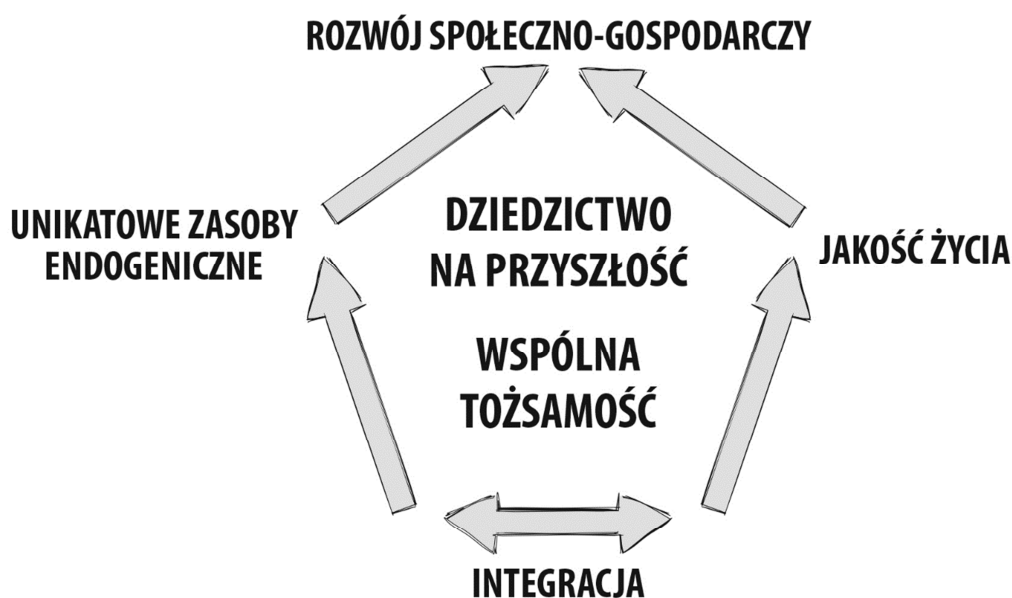 ROZWÓJ SPOŁECZNO-GOSPODARCZY
UNIKATOWE ZASOBY
ENDOGENICZNE
DZIEDZICTWO
NA PRZYSZŁOŚĆ
WSPÓLNA
TOŻSAMOŚĆ
JAKOŚĆ ŻYCIA
INTEGRACJA